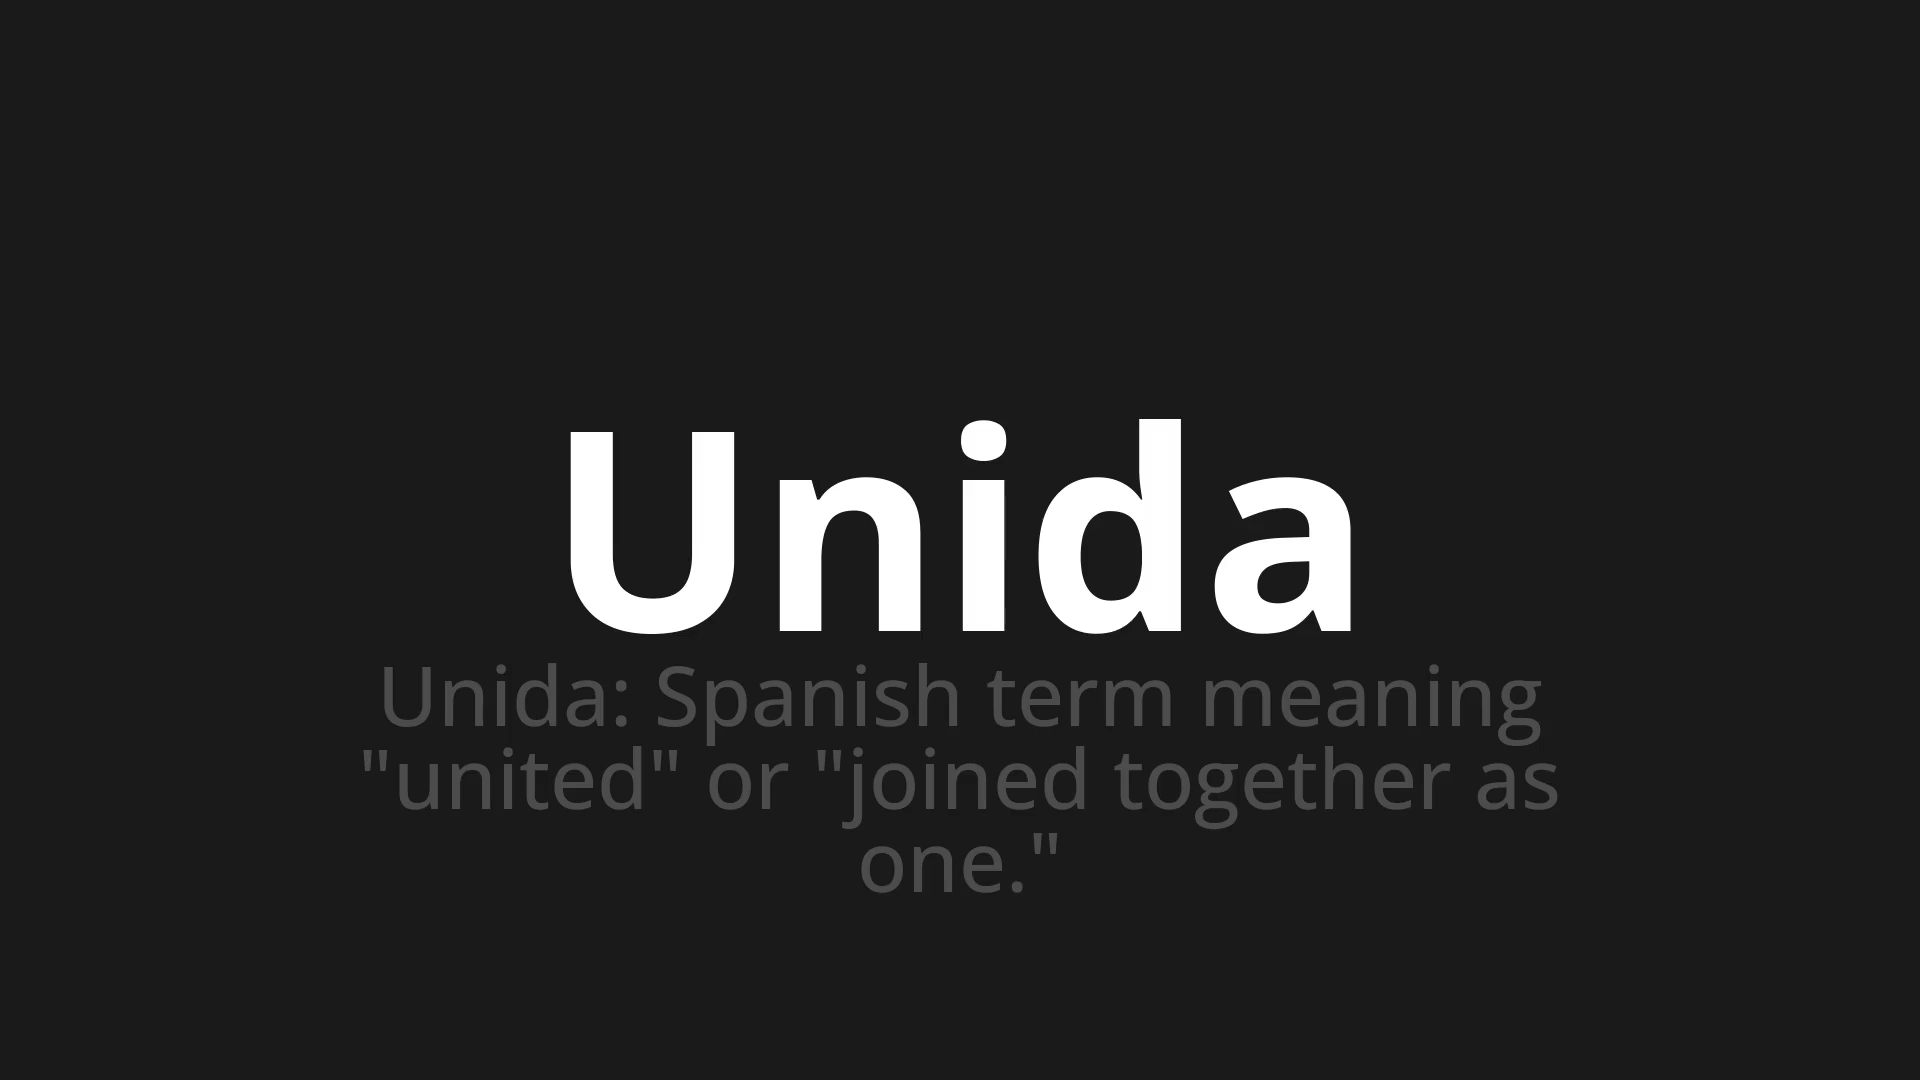 Unida
Unida: Spanish term meaning
"united" or "joined together as
one."